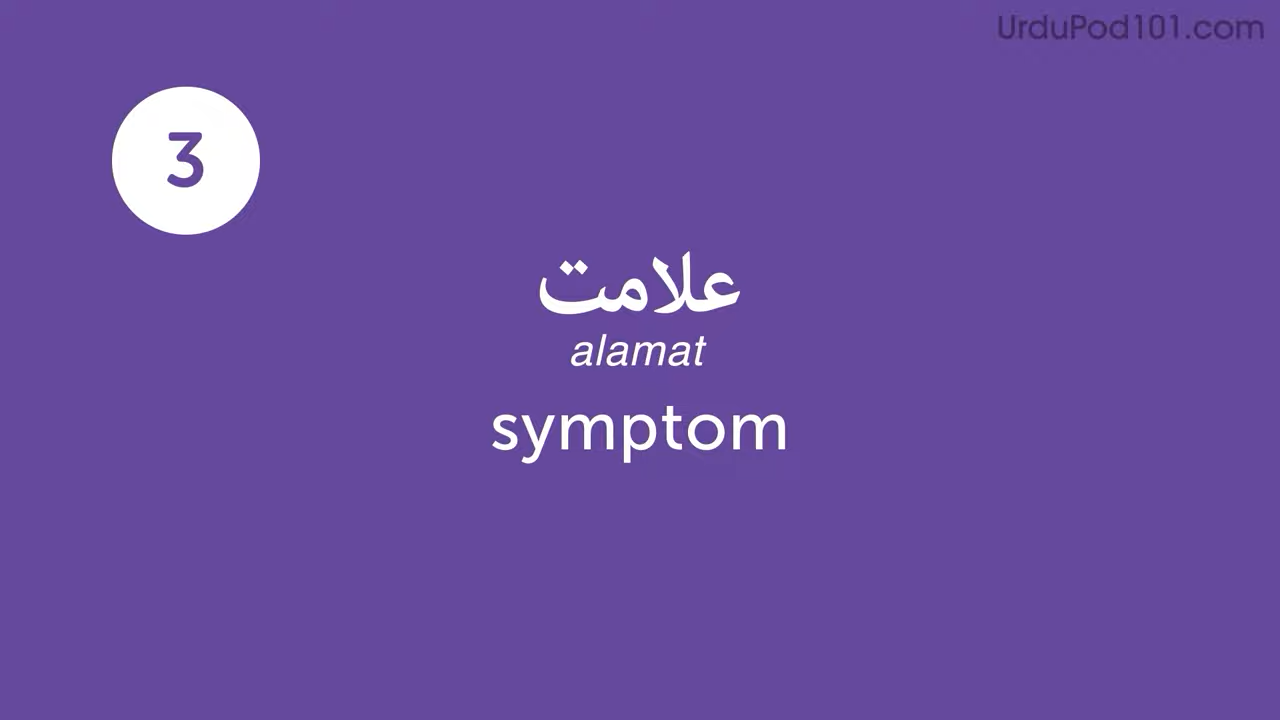 UrduPod101.com
3
علامت
alamat
symptom